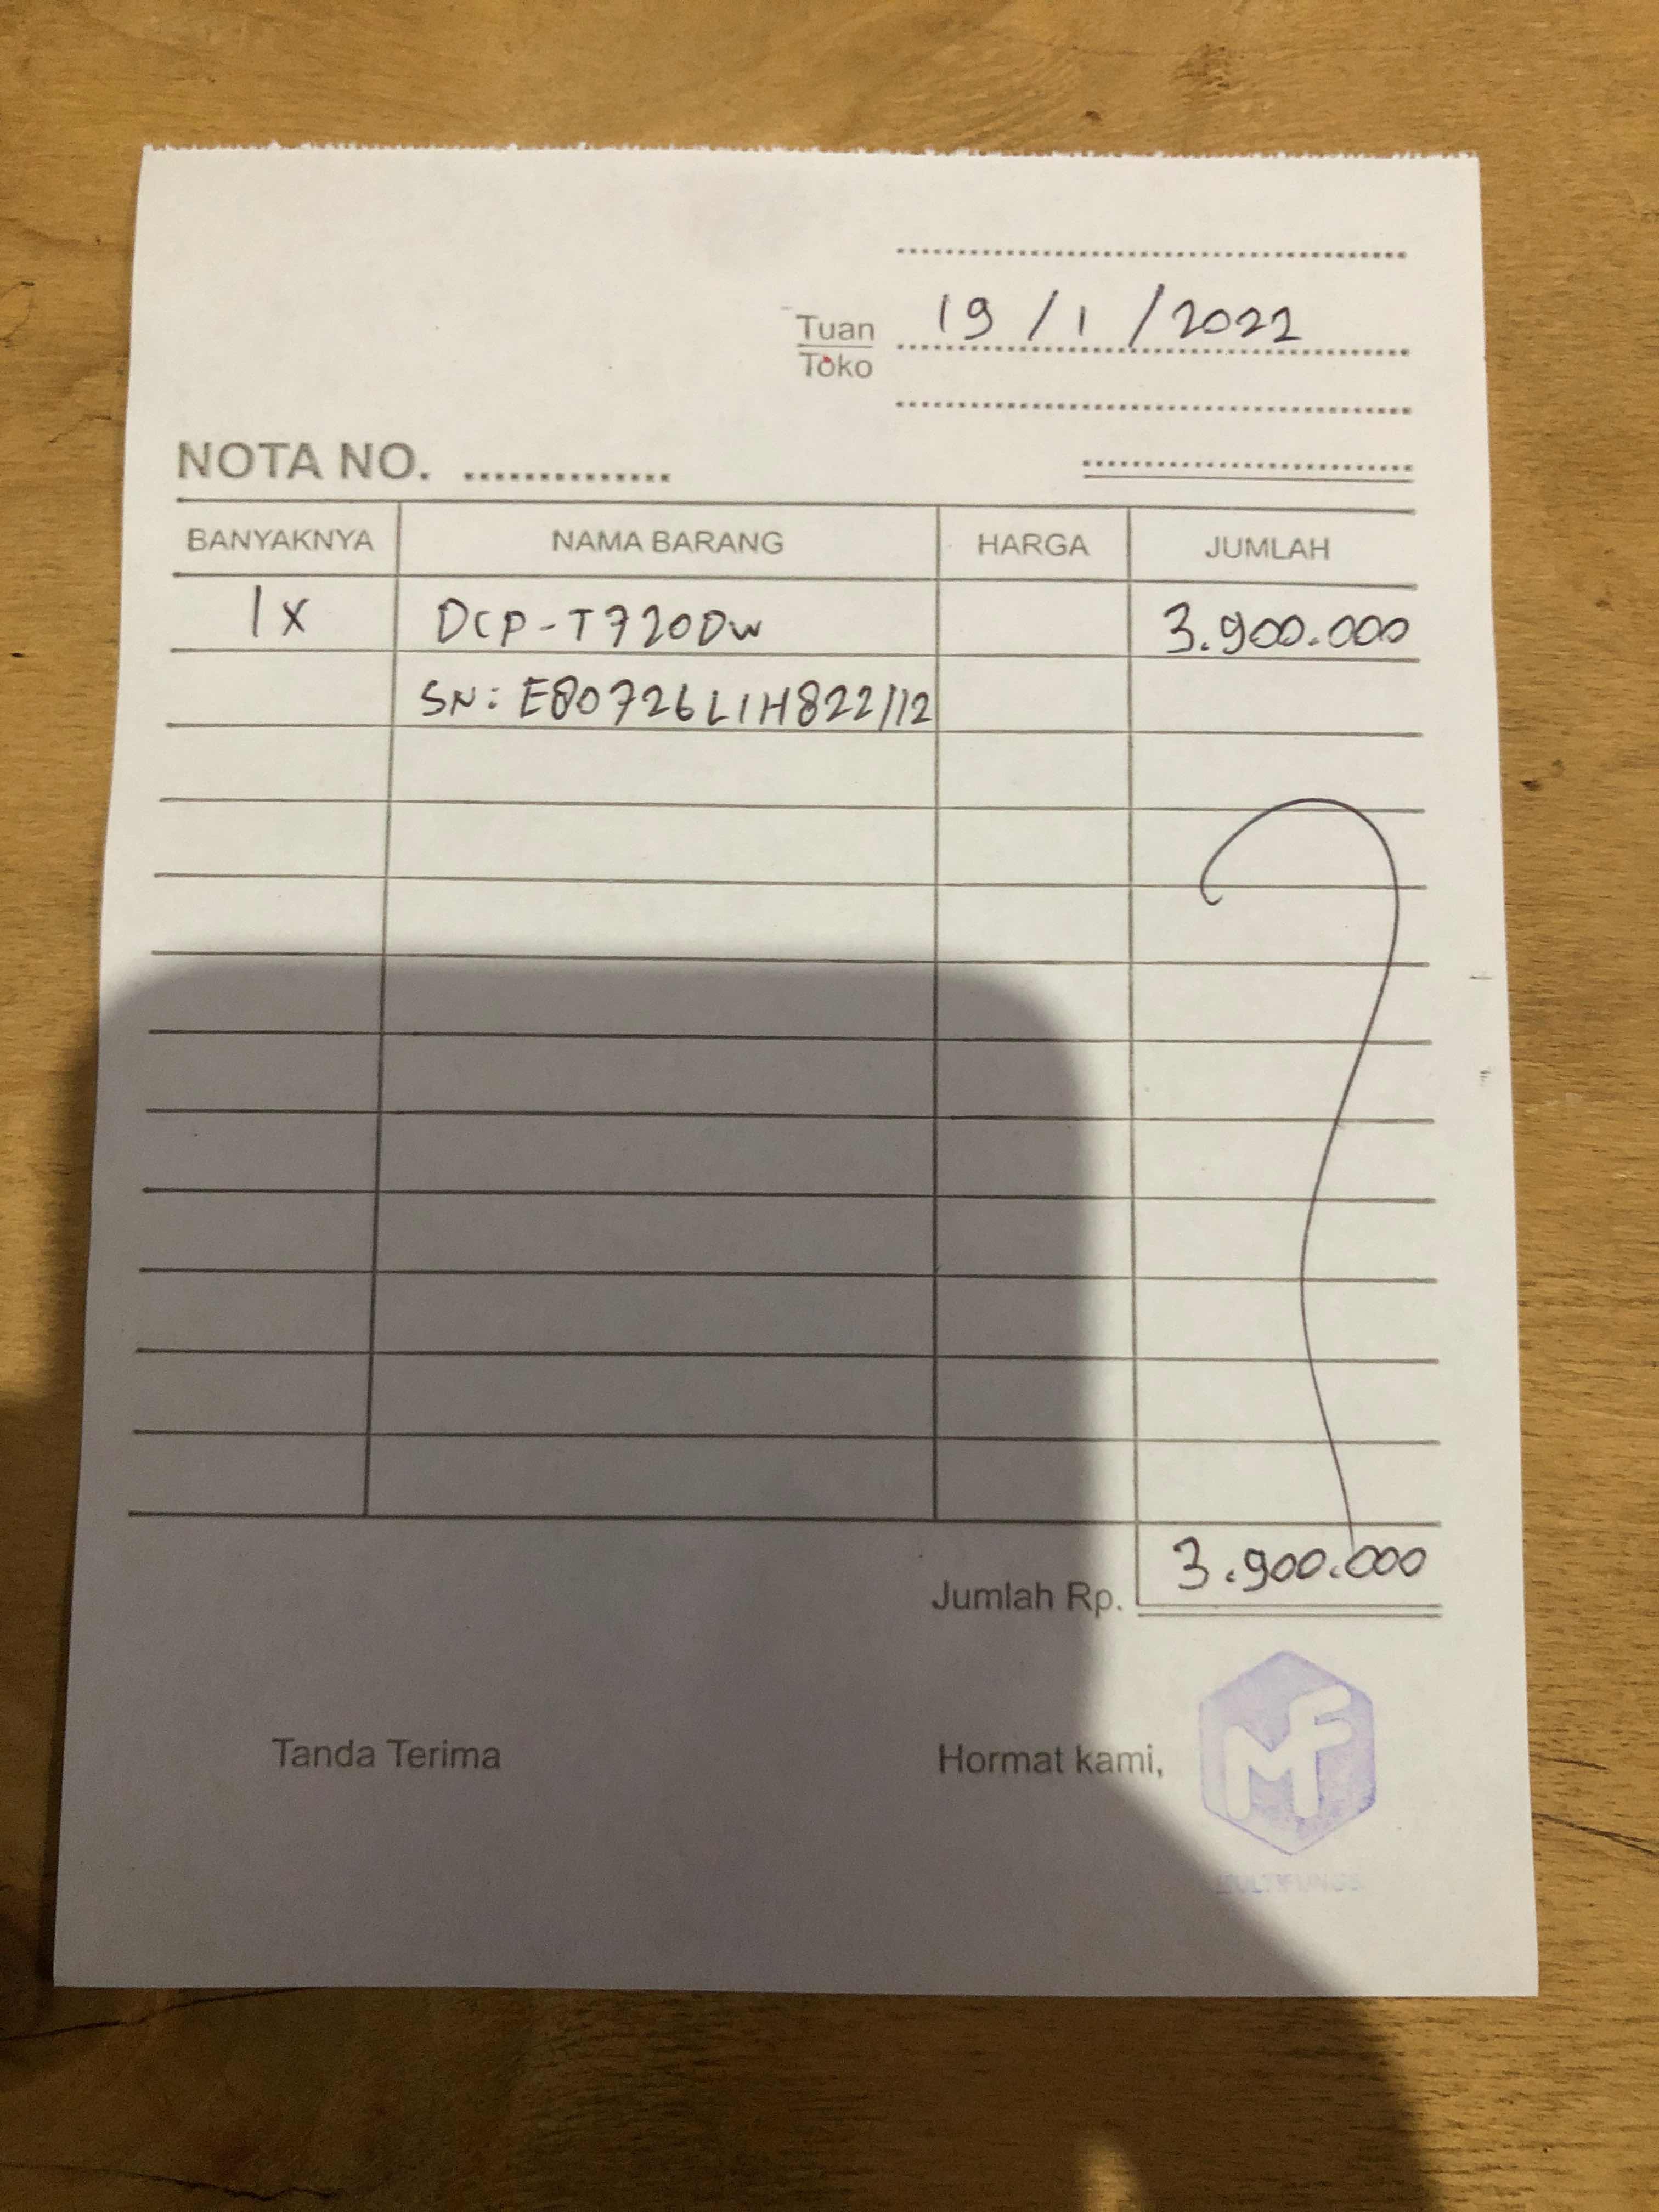 19/1/2022
Tuan
Toko
NOTA NO.
BANYAKNYA NAMA BARANG HARGA JUMLAH
1x DCP-T720DW 3.900.000
SN: E80726L1H822112
Jumlah Rp. 3.900.000
Tanda Terima Hormat kami,
MF